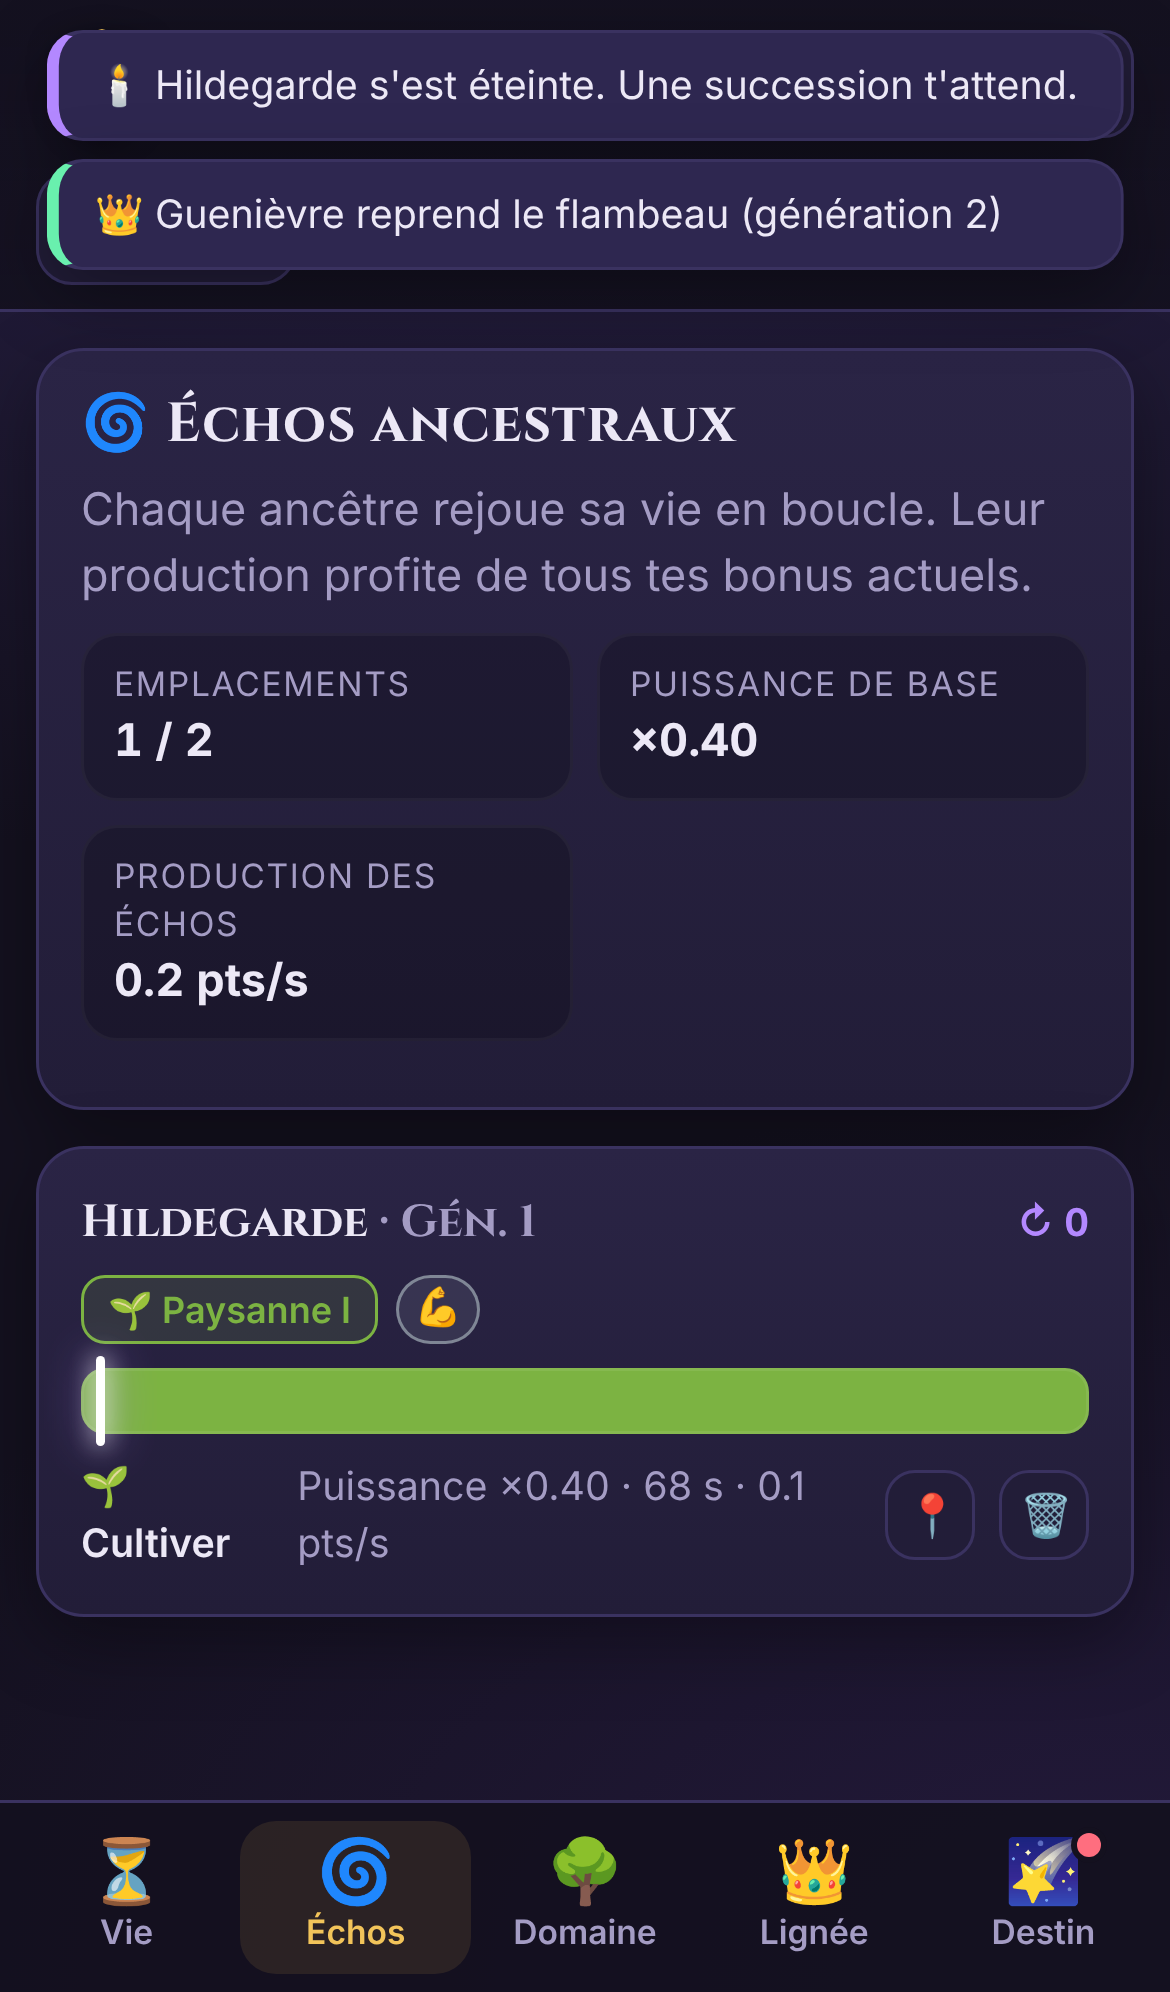 Hildegarde s'est éteinte. Une succession t'attend.
Guenièvre reprend le flambeau (génération 2)
Échos ancestraux
Chaque ancêtre rejoue sa vie en boucle. Leur
production profite de tous tes bonus actuels.
EMPLACEMENTS
1 / 2
PUISSANCE DE BASE
×0.40
PRODUCTION DES
ÉCHOS
0.2 pts/s
Hildegarde · Gén. 1
↻ 0
Paysanne I
Cultiver
Puissance ×0.40 · 68 s · 0.1
pts/s
Vie
Échos
Domaine
Lignée
Destin